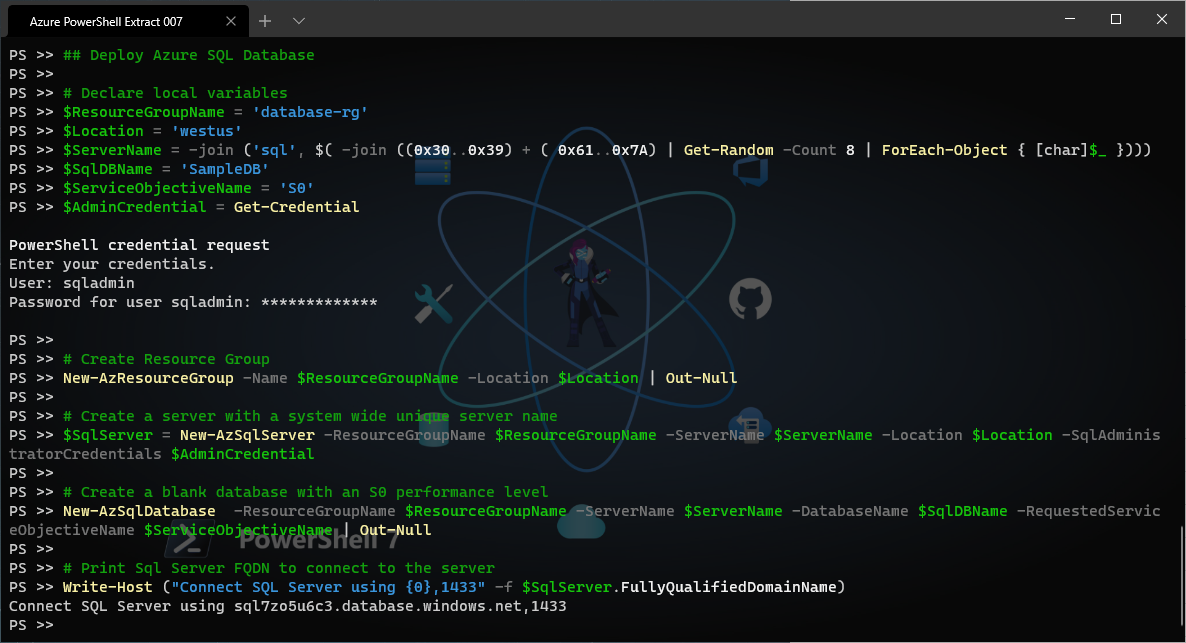 Azure PowerShell Extract 007
PS >> ## Deploy Azure SQL Database
PS >>
PS >> # Declare local variables
PS >> $ResourceGroupName = 'database-rg'
PS >> $Location = 'westus'
PS >> $ServerName = -join ('sql', $( -join ((0x30..0x39) + ( 0x61..0x7A) | Get-Random -Count 8 | ForEach-Object { [char]$_ })))
PS >> $SqlDBName = 'SampleDB'
PS >> $ServiceObjectiveName = 'S0'
PS >> $AdminCredential = Get-Credential
PowerShell credential request
Enter your credentials.
User: sqladmin
Password for user sqladmin: *************
PS >>
PS >> # Create Resource Group
PS >> New-AzResourceGroup -Name $ResourceGroupName -Location $Location | Out-Null
PS >>
PS >> # Create a server with a system wide unique server name
PS >> $SqlServer = New-AzSqlServer -ResourceGroupName $ResourceGroupName -ServerName $ServerName -Location $Location -SqlAdminis
tratorCredentials $AdminCredential
PS >>
PS >> # Create a blank database with an S0 performance level
PS >> New-AzSqlDatabase  -ResourceGroupName $ResourceGroupName -ServerName $ServerName -DatabaseName $SqlDBName -RequestedServic
eObjectiveName $ServiceObjectiveName | Out-Null
PowerShell 7
PS >>
PS >> # Print Sql Server FQDN to connect to the server
PS >> Write-Host ("Connect SQL Server using {0},1433" -f $SqlServer.FullyQualifiedDomainName)
Connect SQL Server using sql7zo5u6c3.database.windows.net,1433
PS >>